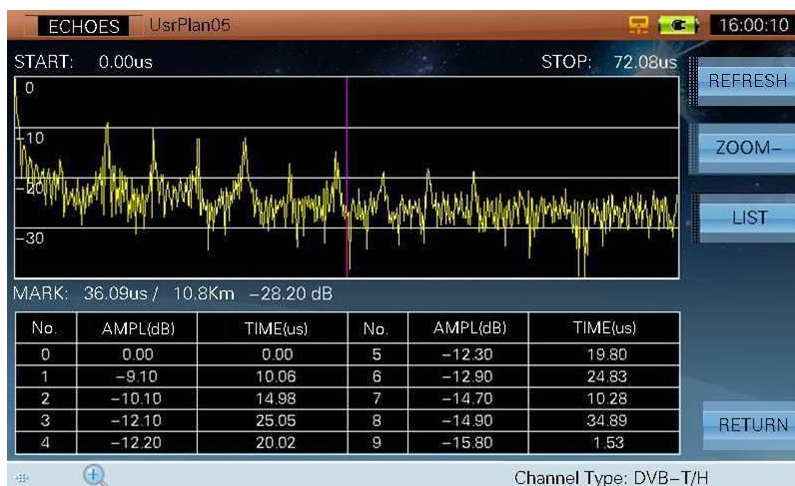 ECHOES UsrPlan05 16:00:10
START: 0.00us STOP: 72.08us
REFRESH
0
-10
ZOOM-
-20
LIST
-30
MARK: 36.09us / 10.8Km -28.20 dB
No. AMPL(dB) TIME(us) No. AMPL(dB) TIME(us)
0 0.00 0.00 5 -12.30 19.80
1 -9.10 10.06 6 -12.90 24.83
2 -10.10 14.98 7 -14.70 10.28
3 -12.10 25.05 8 -14.90 34.89
4 -12.20 20.02 9 -15.80 1.53
RETURN
Channel Type: DVB-T/H